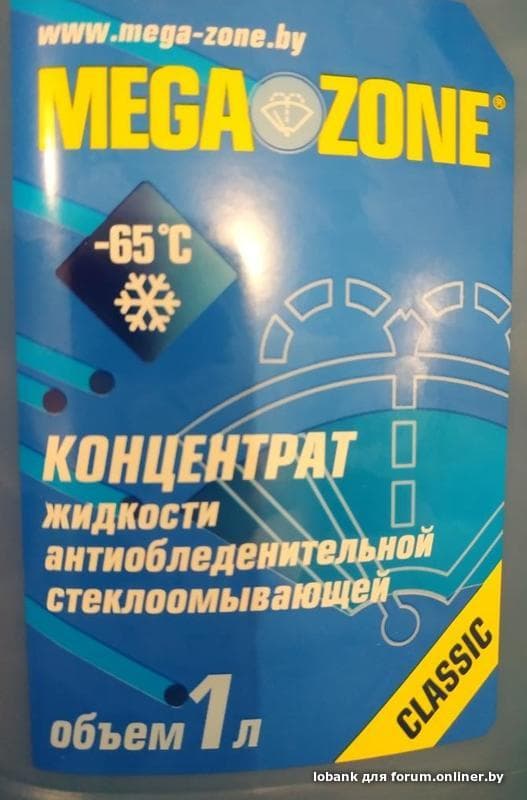 www.mega-zone.by
MEGA ZONE®
-65°C
КОНЦЕНТРАТ
жидкости
антиобледенительной
стеклоомывающей
CLASSIC
объем 1 л
lobank для forum.onliner.by